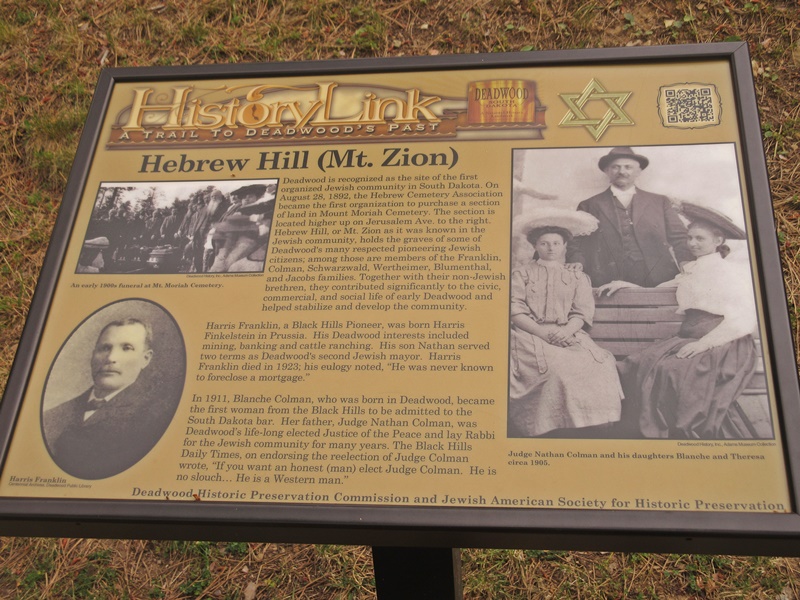 HistoryLink
A TRAIL TO DEADWOOD'S PAST
DEADWOOD
Hebrew Hill (Mt. Zion)
Deadwood is recognized as the site of the first
organized Jewish community in South Dakota. On
August 28, 1892, the Hebrew Cemetery Association
became the first organization to purchase a section
of land in Mount Moriah Cemetery. The section is
located higher up on Jerusalem Ave. to the right.
Hebrew Hill, or Mt. Zion as it was known in the
Jewish community, holds the graves of some of
Deadwood's many respected pioneering Jewish
citizens; among those are members of the Franklin,
Colman, Schwarzwald, Wertheimer, Blumenthal,
and Jacobs families. Together with their non-Jewish
brethren, they contributed significantly to the civic,
commercial, and social life of early Deadwood and
helped stabilize and develop the community.
An early 1900s funeral at Mt. Moriah Cemetery.
Harris Franklin, a Black Hills Pioneer, was born Harris
Finkelstein in Prussia. His Deadwood interests included
mining, banking and cattle ranching. His son Nathan served
two terms as Deadwood's second Jewish mayor. Harris
Franklin died in 1923; his eulogy noted, "He was never known
to foreclose a mortgage."
In 1911, Blanche Colman, who was born in Deadwood, became
the first woman from the Black Hills to be admitted to the
South Dakota bar. Her father, Judge Nathan Colman, was
Deadwood's life-long elected Justice of the Peace and lay Rabbi
for the Jewish community for many years. The Black Hills
Daily Times, on endorsing the reelection of Judge Colman
wrote, "If you want an honest (man) elect Judge Colman. He is
no slouch... He is a Western man."
Harris Franklin
Judge Nathan Colman and his daughters Blanche and Theresa
circa 1905.
Deadwood Historic Preservation Commission and Jewish American Society for Historic Preservation